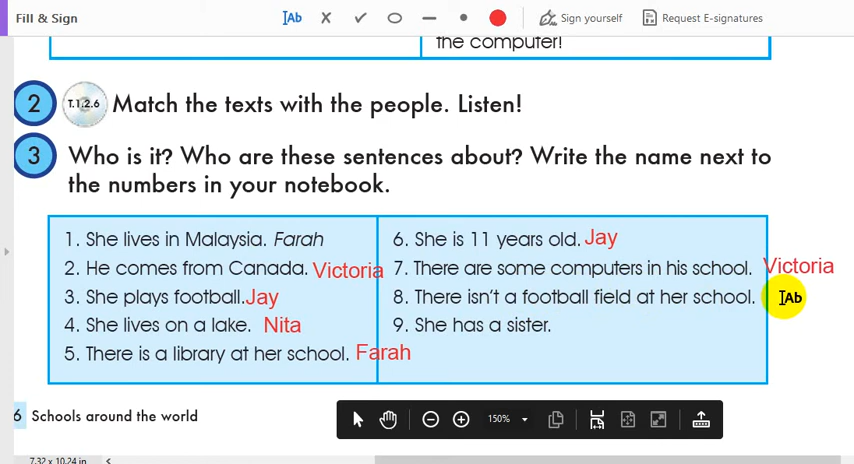 Fill & Sign
Ab
Sign yourself
Request E-signatures
the computer!
2 T.1.2.6 Match the texts with the people. Listen!
3 Who is it? Who are these sentences about? Write the name next to
the numbers in your notebook.
1. She lives in Malaysia. Farah
2. He comes from Canada. Victoria
3. She plays football. Jay
4. She lives on a lake. Nita
5. There is a library at her school. Farah
6. She is 11 years old. Jay
7. There are some computers in his school. Victoria
8. There isn't a football field at her school. Ab
9. She has a sister.
6 Schools around the world
150%
7.32 x 10.24 in